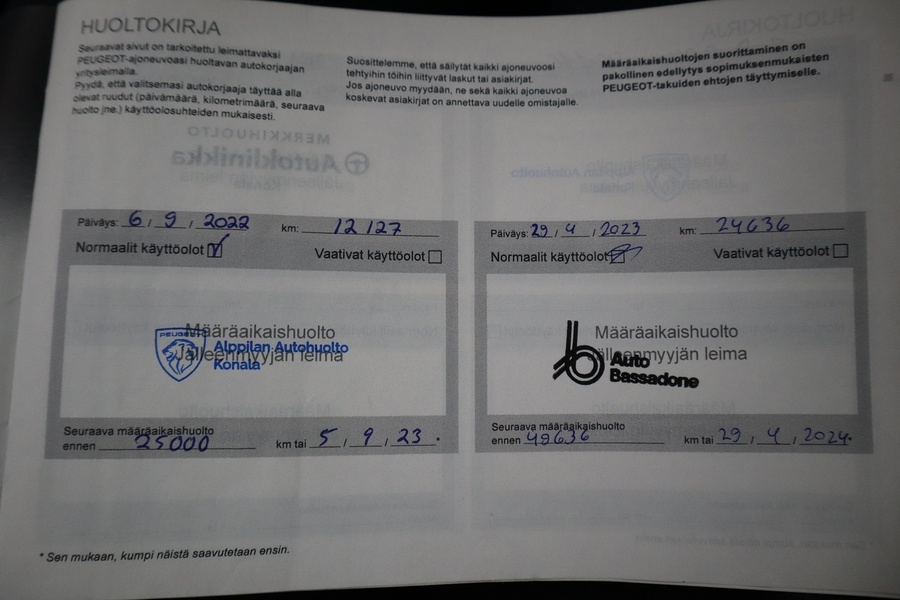 HUOLTOKIRJA
Seuraavat sivut on tarkoitettu leimattavaksi
PEUGEOT-ajoneuvoasi huoltavan autokorjaajan
yritysleimalla.
Pyydä, että valitsemasi autokorjaaja täyttää alla
olevat ruudut (päivämäärä, kilometrimäärä, seuraava
huolto jne.) käyttöolosuhteiden mukaisesti.
Suosittelemme, että säilytät kaikki ajoneuvoosi
tehtyihin töihin liittyvät laskut tai asiakirjat.
Jos ajoneuvo myydään, ne sekä kaikki ajoneuvoa
koskevat asiakirjat on annettava uudelle omistajalle.
Määräaikaishuoltojen suorittaminen on
pakollinen edellytys sopimuksenmukaisten
PEUGEOT-takuiden ehtojen täyttymiselle.
Päiväys: 6 / 9 / 2022 km: 12 127
Normaalit käyttöolot Vaativat käyttöolot
Määräaikaishuolto
Jälleenmyyjän leima
PEUGEOT
Alppilan Autohuolto
Konala
Seuraava määräaikaishuolto
ennen 25000 km tai 5 / 9 / 23 .
Päiväys: 29 / 4 / 2023 km: 24636
Normaalit käyttöolot Vaativat käyttöolot
Määräaikaishuolto
Jälleenmyyjän leima
Auto
Bassadone
Seuraava määräaikaishuolto
ennen 49636 km tai 29 / 4 / 2024.
* Sen mukaan, kumpi näistä saavutetaan ensin.
MERKKIHUOLTO
Autoklinikka